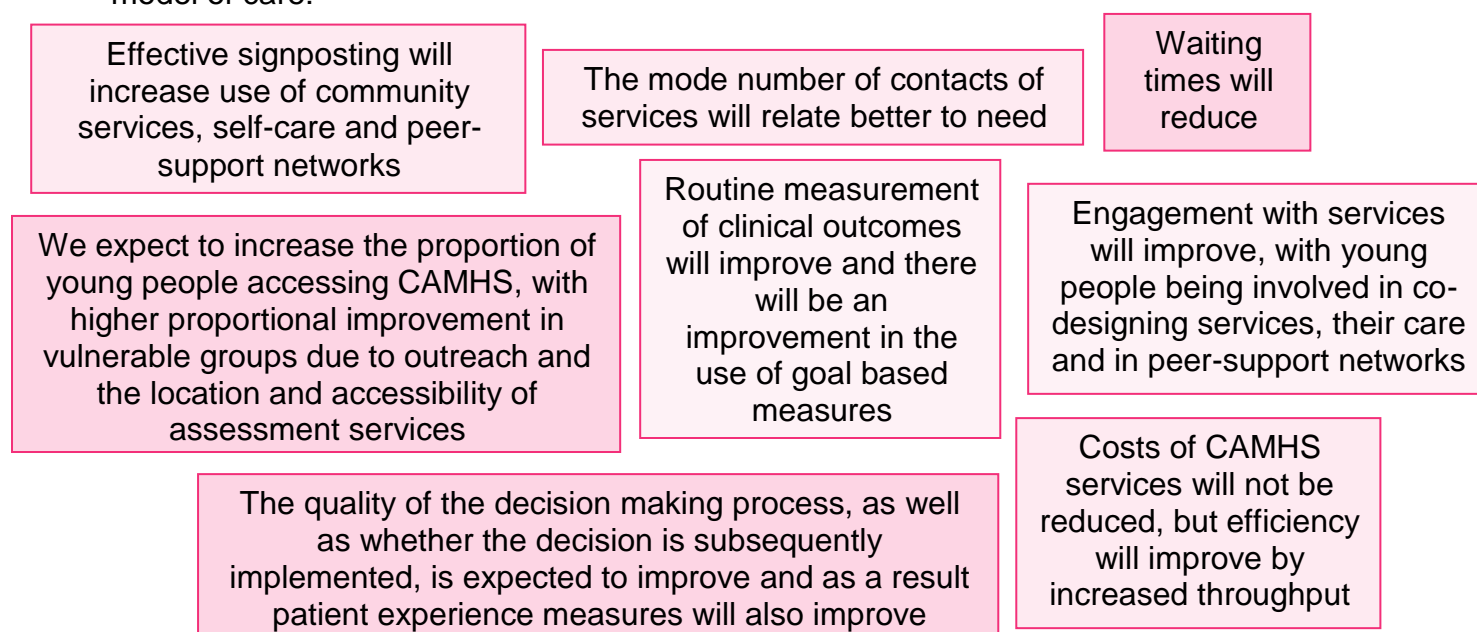 model of care.
Effective signposting will
increase use of community
services, self-care and peer-
support networks
The mode number of contacts of
services will relate better to need
Waiting
times will
reduce
We expect to increase the proportion of
young people accessing CAMHS, with
higher proportional improvement in
vulnerable groups due to outreach and
the location and accessibility of
assessment services
Routine measurement
of clinical outcomes
will improve and there
will be an
improvement in the
use of goal based
measures
Engagement with services
will improve, with young
people being involved in co-
designing services, their care
and in peer-support networks
The quality of the decision making process, as well
as whether the decision is subsequently
implemented, is expected to improve and as a result
patient experience measures will also improve
Costs of CAMHS
services will not be
reduced, but efficiency
will improve by
increased throughput